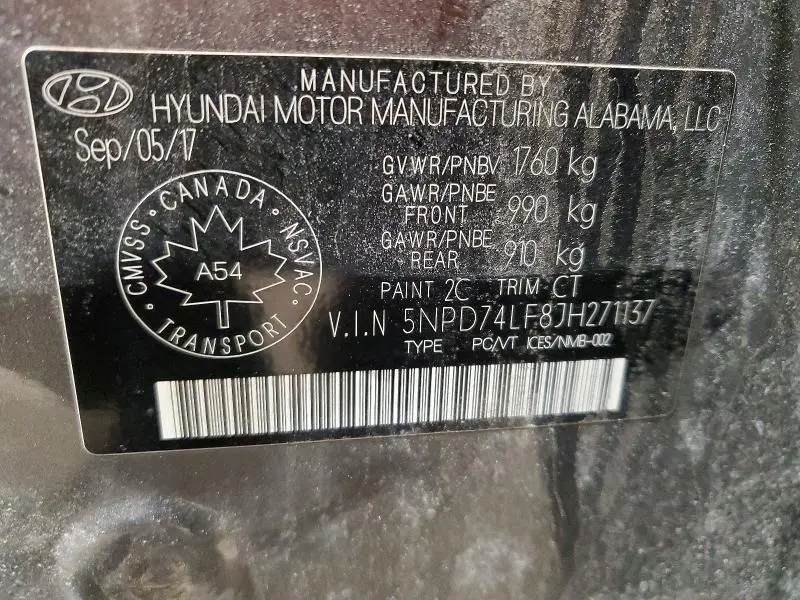 MANUFACTURED BY
HYUNDAI MOTOR MANUFACTURING ALABAMA, LLC
Sep/05/17
GVWR/PNBV 1760 kg
GAWR/PNBE
FRONT 990 kg
GAWR/PNBE
REAR 910 kg
PAINT 2C TRIM CT
V.I.N 5NPD74LF8JH271137
TYPE PC/VT ICES/NMB-002
CANADA
CMVSS NSVAC
A54
TRANSPORT